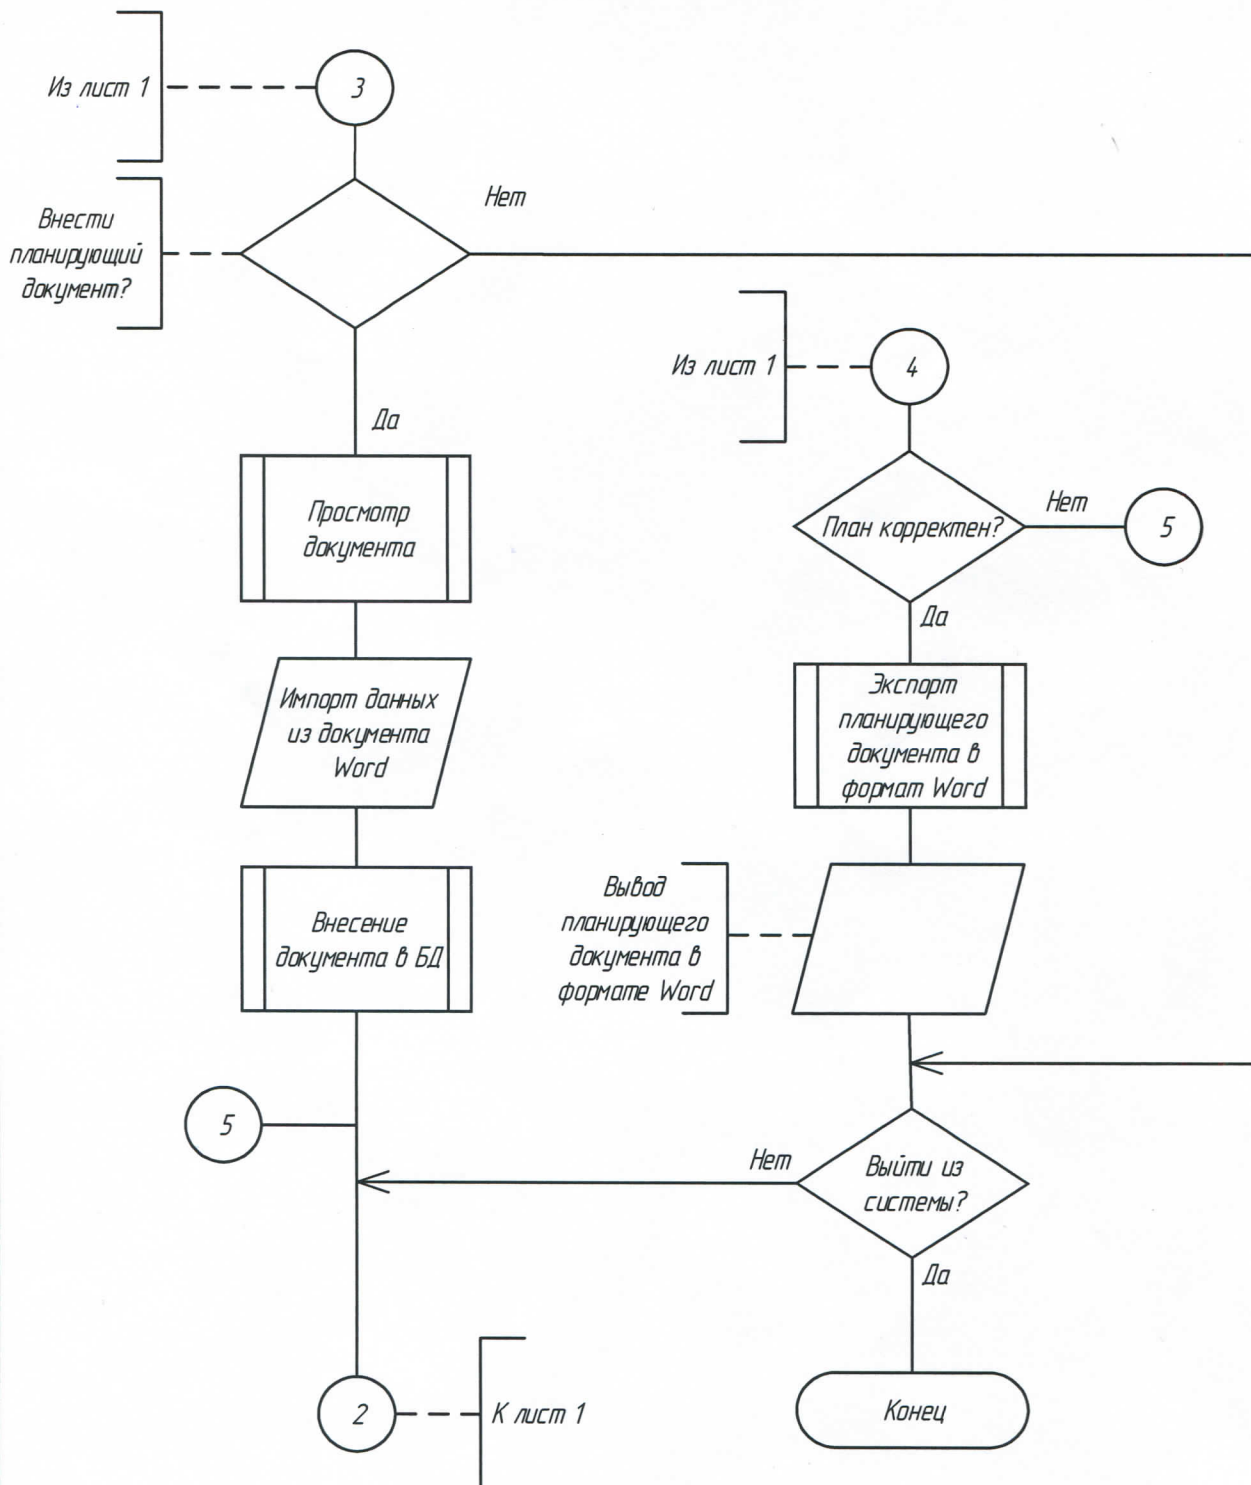 Из лист 1
3
Нет
Внести
планирующий
документ?
Из лист 1
4
Да
Просмотр
документа
План корректен?
Нет
5
Да
Импорт данных
из документа
Word
Экспорт
планирующего
документа в
формат Word
Внесение
документа в БД
Вывод
планирующего
документа в
формате Word
5
Нет
Выйти из
системы?
Да
2
К лист 1
Конец